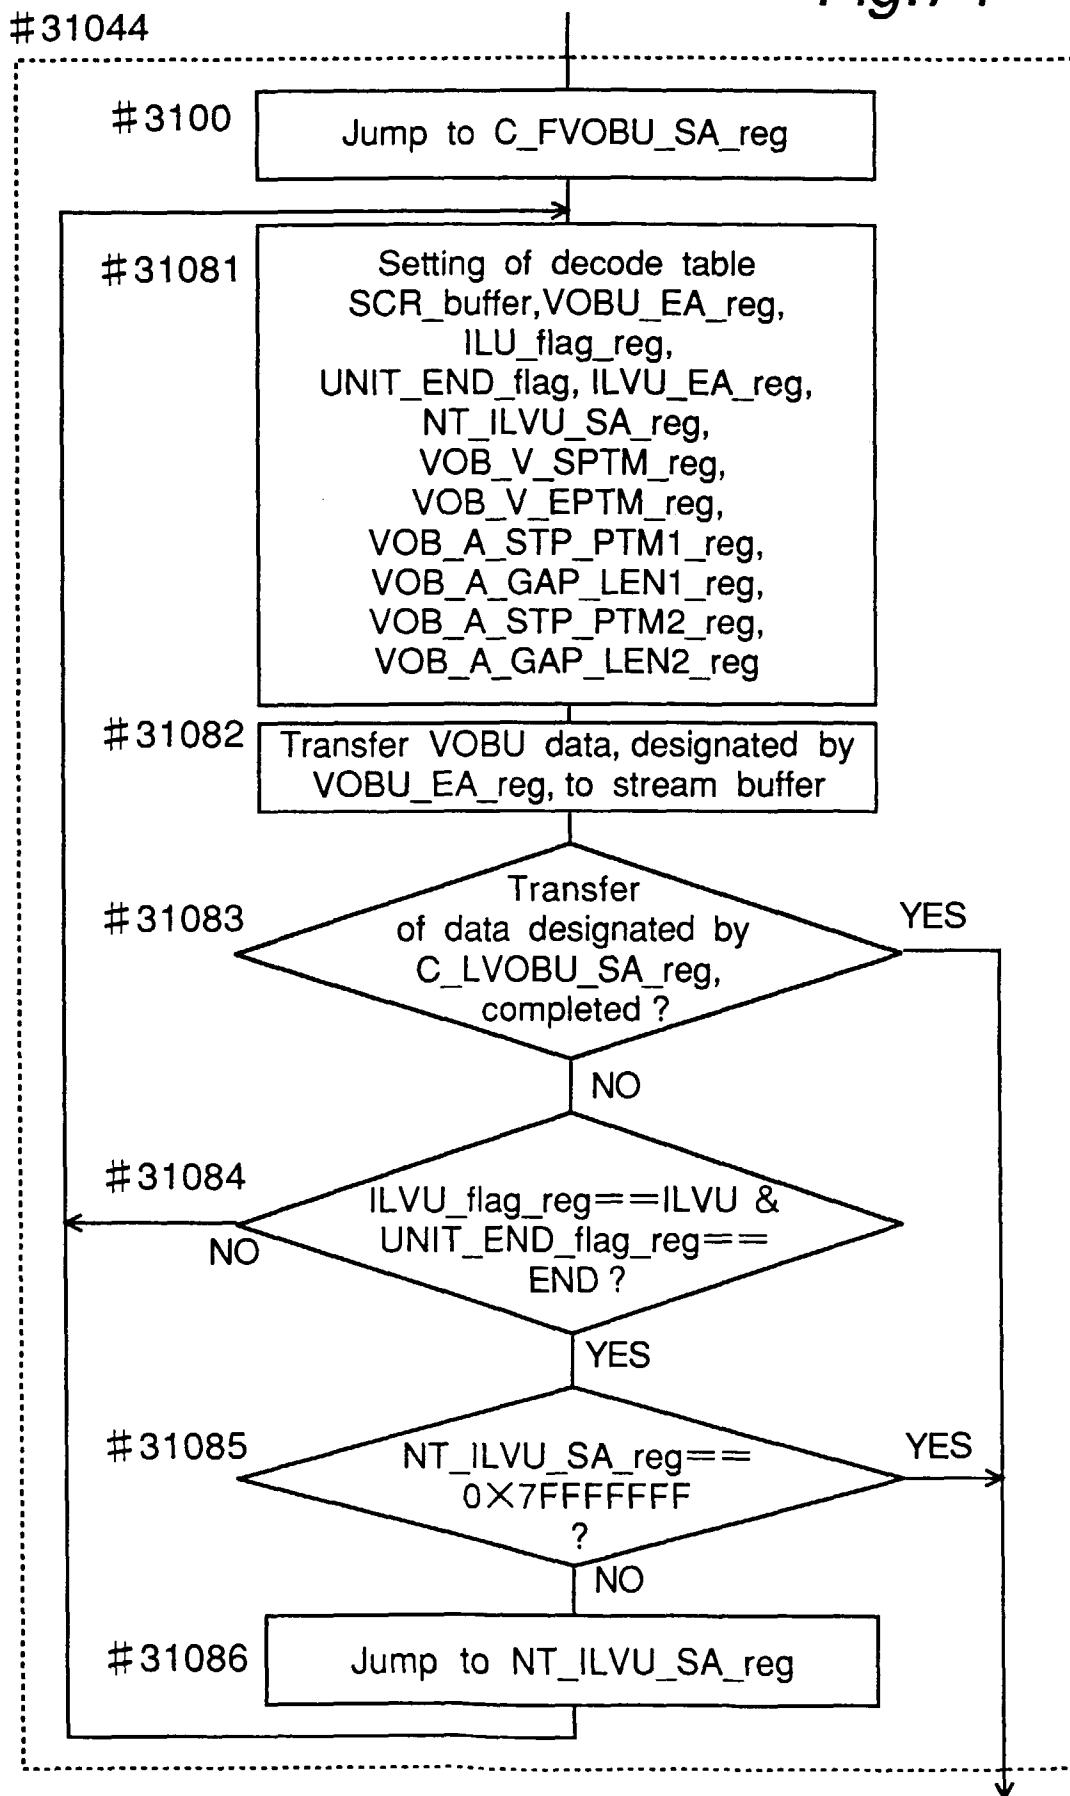 #31044
#3100
Jump to C_FVOBU_SA_reg
#31081
Setting of decode table
SCR_buffer,VOBU_EA_reg,
ILU_flag_reg,
UNIT_END_flag, ILVU_EA_reg,
NT_ILVU_SA_reg,
VOB_V_SPTM_reg,
VOB_V_EPTM_reg,
VOB_A_STP_PTM1_reg,
VOB_A_GAP_LEN1_reg,
VOB_A_STP_PTM2_reg,
VOB_A_GAP_LEN2_reg
#31082
Transfer VOBU data, designated by
VOBU_EA_reg, to stream buffer
#31083
Transfer
of data designated by
C_LVOBU_SA_reg,
completed ?
YES
NO
#31084
ILVU_flag_reg==ILVU &
UNIT_END_flag_reg==
END ?
NO
YES
#31085
NT_ILVU_SA_reg==
0×7FFFFFFF
?
YES
NO
#31086
Jump to NT_ILVU_SA_reg